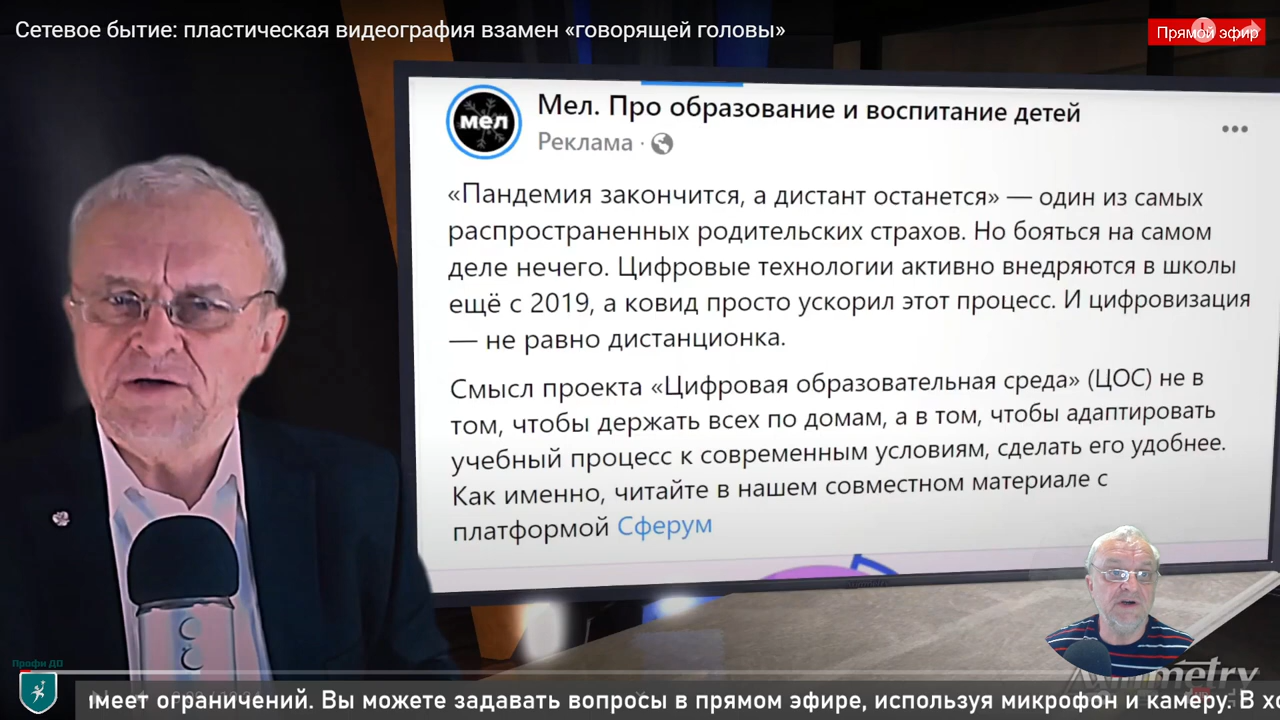 Сетевое бытие: пластическая видеография взамен «говорящей головы»
Прямой эфир
мел
Мел. Про образование и воспитание детей
Реклама ·
«Пандемия закончится, а дистант останется» — один из самых
распространенных родительских страхов. Но бояться на самом
деле нечего. Цифровые технологии активно внедряются в школы
ещё с 2019, а ковид просто ускорил этот процесс. И цифровизация
— не равно дистанционка.
Смысл проекта «Цифровая образовательная среда» (ЦОС) не в
том, чтобы держать всех по домам, а в том, чтобы адаптировать
учебный процесс к современным условиям, сделать его удобнее.
Как именно, читайте в нашем совместном материале с
платформой Сферум
Профи ДП
имеет ограничений. Вы можете задавать вопросы в прямом эфире, используя микрофон и камеру. В хо